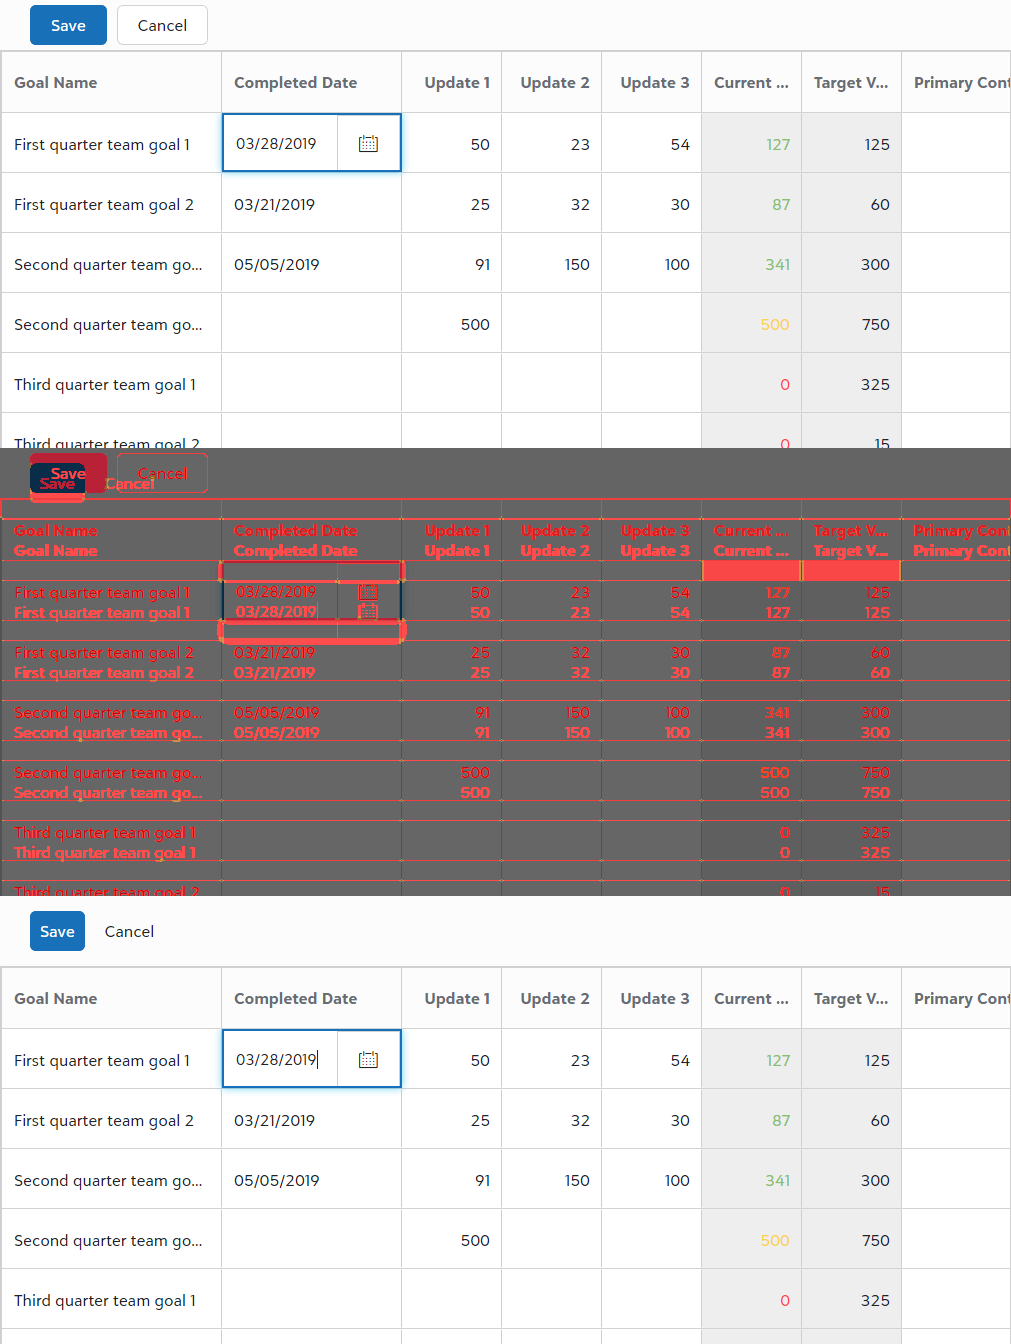 Save Cancel
Goal Name Completed Date Update 1 Update 2 Update 3 Current ... Target V... Primary Cont
First quarter team goal 1 03/28/2019 50 23 54 127 125
First quarter team goal 2 03/21/2019 25 32 30 87 60
Second quarter team go... 05/05/2019 91 150 100 341 300
Second quarter team go... 500 500 750
Third quarter team goal 1 0 325
Third quarter team goal 2 0 15
Save Cancel
Save Cancel
Goal Name Completed Date Update 1 Update 2 Update 3 Current ... Target V... Primary Cont
Goal Name Completed Date Update 1 Update 2 Update 3 Current ... Target V... Primary Cont
First quarter team goal 1 03/28/2019 50 23 54 127 125
First quarter team goal 1 03/28/2019 50 23 54 127 125
First quarter team goal 2 03/21/2019 25 32 30 87 60
First quarter team goal 2 03/21/2019 25 32 30 87 60
Second quarter team go... 05/05/2019 91 150 100 341 300
Second quarter team go... 05/05/2019 91 150 100 341 300
Second quarter team go... 500 500 750
Second quarter team go... 500 500 750
Third quarter team goal 1 0 325
Third quarter team goal 1 0 325
Third quarter team goal 2 0 15
Save Cancel
Goal Name Completed Date Update 1 Update 2 Update 3 Current ... Target V... Primary Cont
First quarter team goal 1 03/28/2019 50 23 54 127 125
First quarter team goal 2 03/21/2019 25 32 30 87 60
Second quarter team go... 05/05/2019 91 150 100 341 300
Second quarter team go... 500 500 750
Third quarter team goal 1 0 325